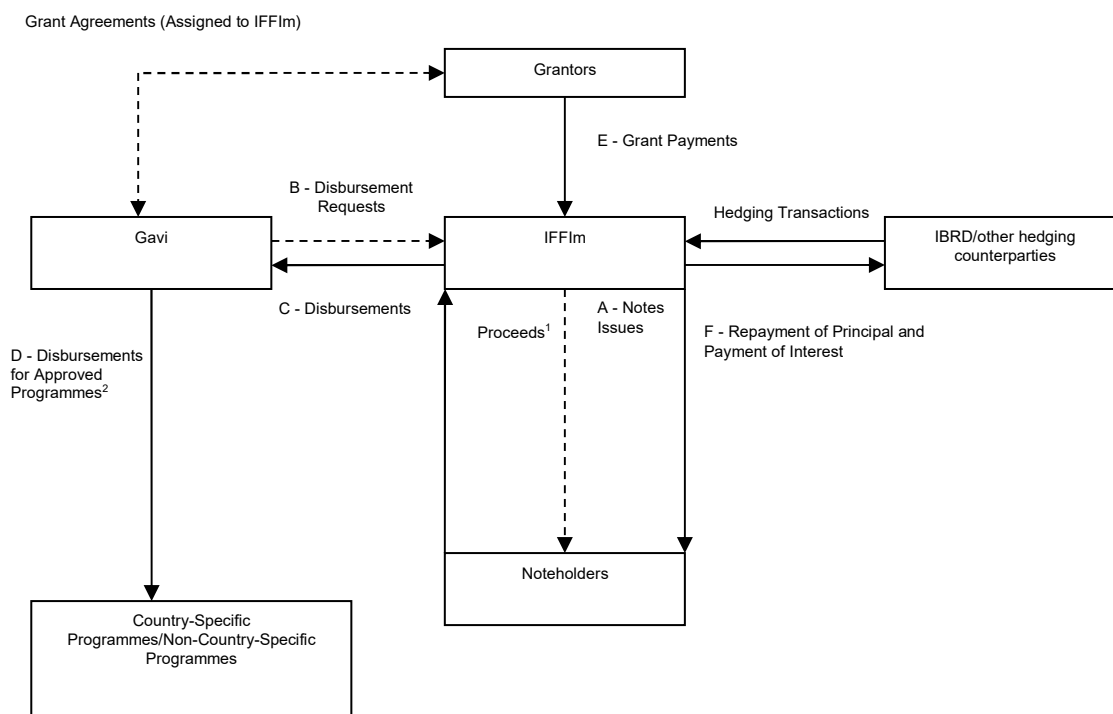 Grant Agreements (Assigned to IFFIm)
Grantors
E - Grant Payments
B - Disbursement
Requests
Hedging Transactions
Gavi
IFFIm
IBRD/other hedging
counterparties
C - Disbursements
Proceeds¹
A - Notes
Issues
F - Repayment of Principal and
Payment of Interest
D - Disbursements
for Approved
Programmes²
Noteholders
Country-Specific
Programmes/Non-Country-Specific
Programmes